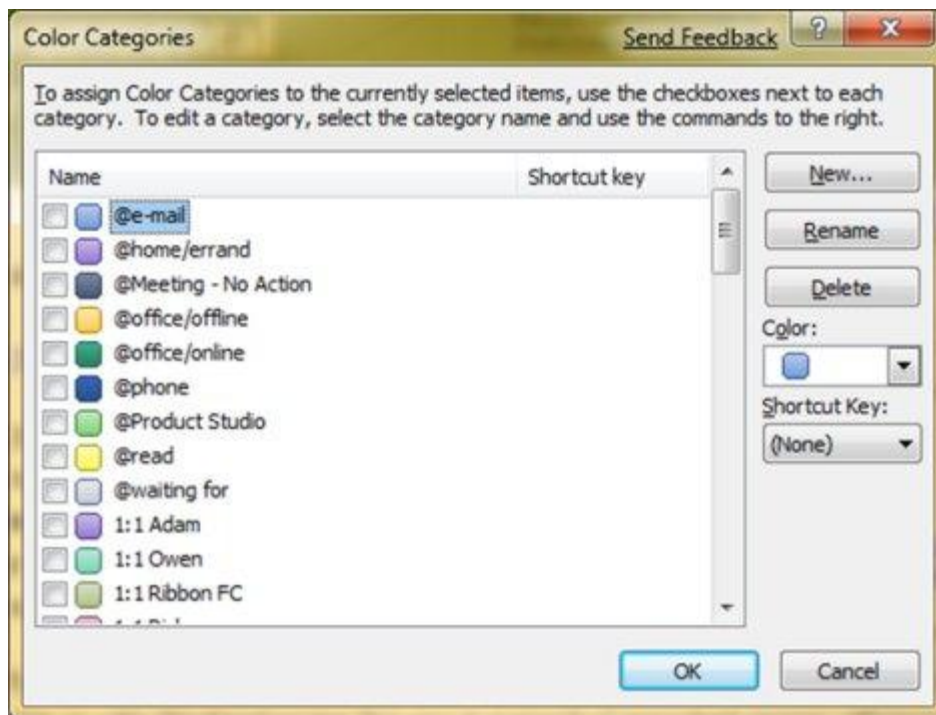 Color Categories
Send Feedback
To assign Color Categories to the currently selected items, use the checkboxes next to each
category. To edit a category, select the category name and use the commands to the right.
Name Shortcut key
@e-mail
@home/errand
@Meeting - No Action
@office/offline
@office/online
@phone
@Product Studio
@read
@waiting for
1:1 Adam
1:1 Owen
1:1 Ribbon FC
New...
Rename
Delete
Color:
Shortcut Key:
(None)
OK Cancel